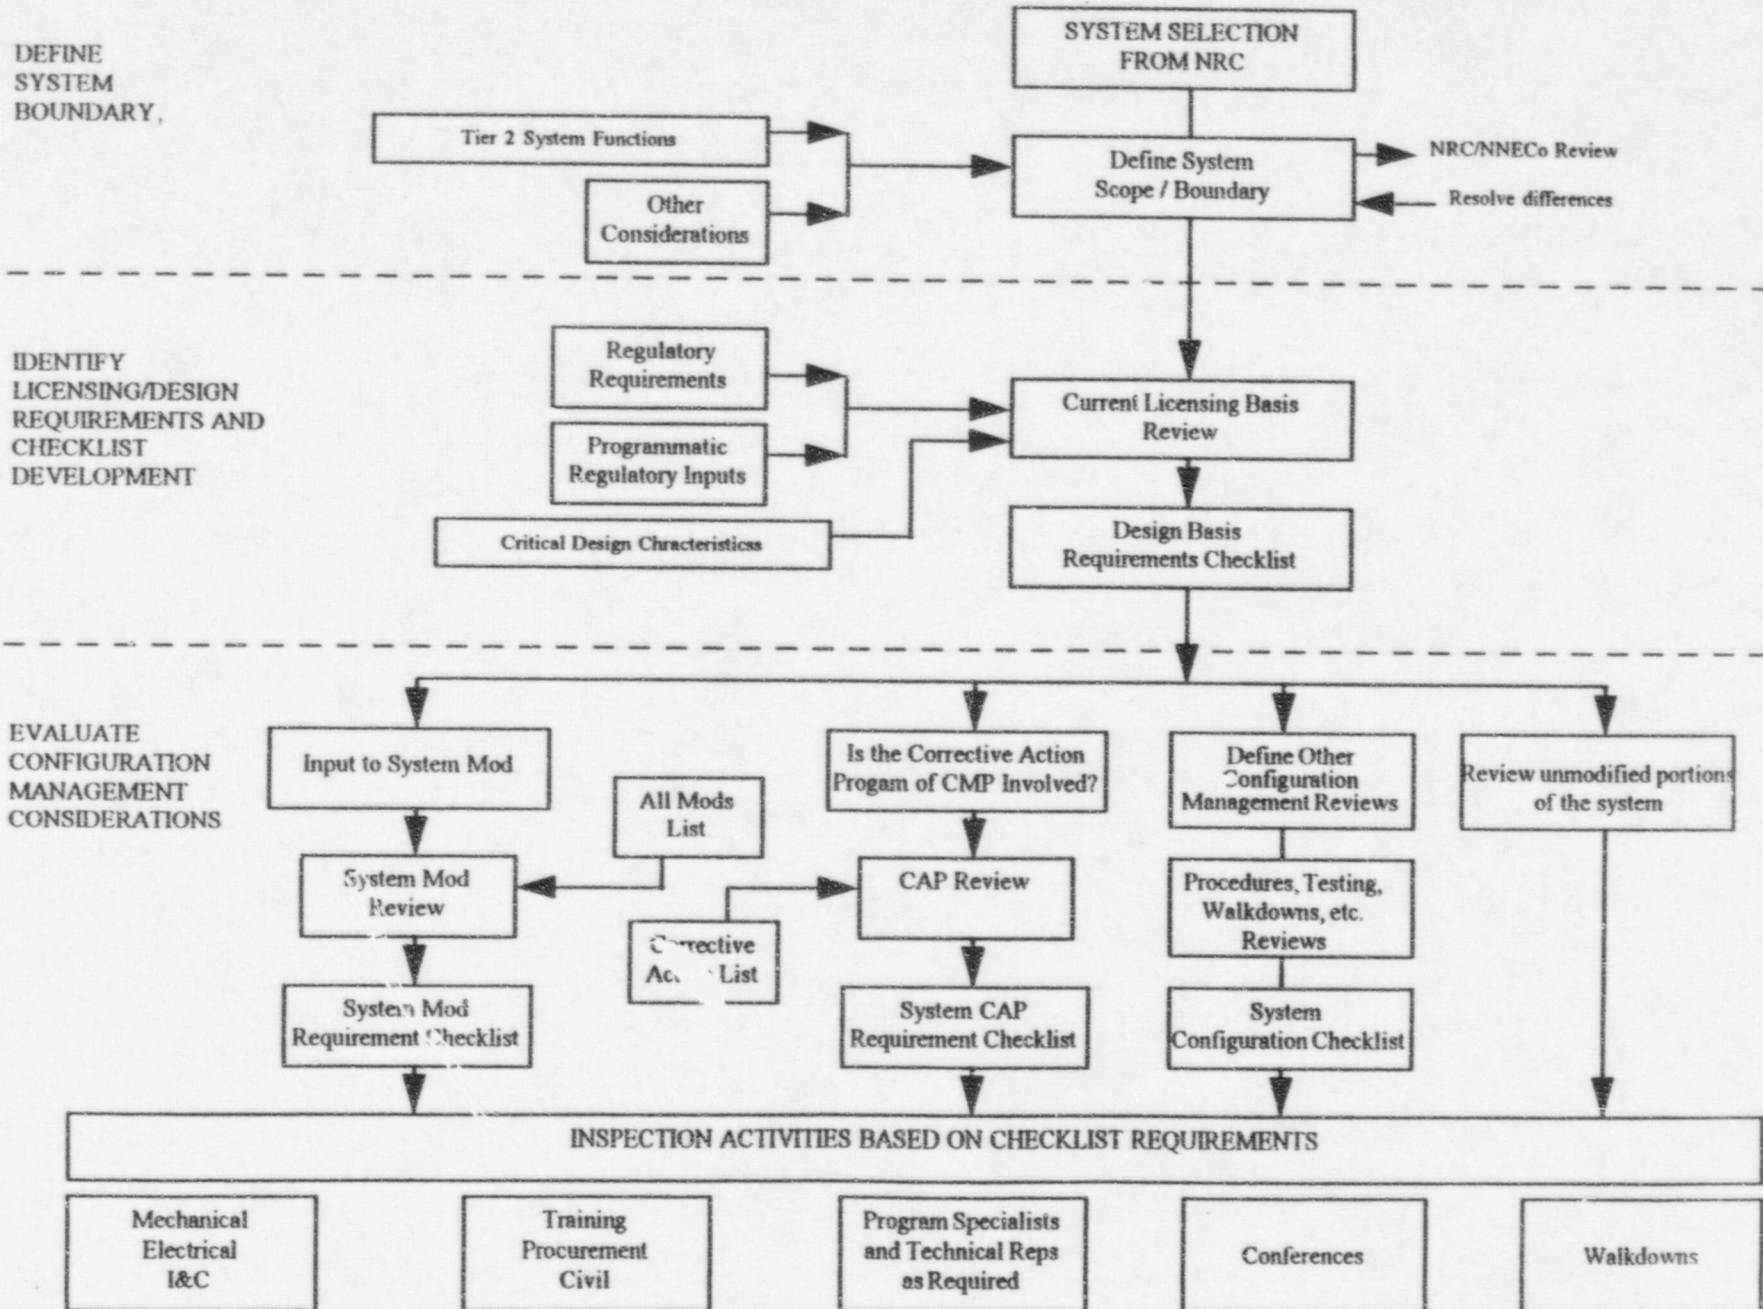 DEFINE
SYSTEM
BOUNDARY,
SYSTEM SELECTION
FROM NRC
Tier 2 System Functions
Other
Considerations
Define System
Scope / Boundary
NRC/NNECo Review
Resolve differences
IDENTIFY
LICENSING/DESIGN
REQUIREMENTS AND
CHECKLIST
DEVELOPMENT
Regulatory
Requirements
Programmatic
Regulatory Inputs
Critical Design Chracteristicss
Current Licensing Basis
Review
Design Basis
Requirements Checklist
EVALUATE
CONFIGURATION
MANAGEMENT
CONSIDERATIONS
Input to System Mod
All Mods
List
System Mod
Review
Corrective
List
System Mod
Requirement Checklist
Is the Corrective Action
Progam of CMP Involved?
CAP Review
System CAP
Requirement Checklist
Define Other
Configuration
Management Reviews
Procedures, Testing,
Walkdowns, etc.
Reviews
System
Configuration Checklist
Review unmodified portions
of the system
INSPECTION ACTIVITIES BASED ON CHECKLIST REQUIREMENTS
Mechanical
Electrical
I&C
Training
Procurement
Civil
Program Specialists
and Technical Reps
as Required
Conferences
Walkdowns